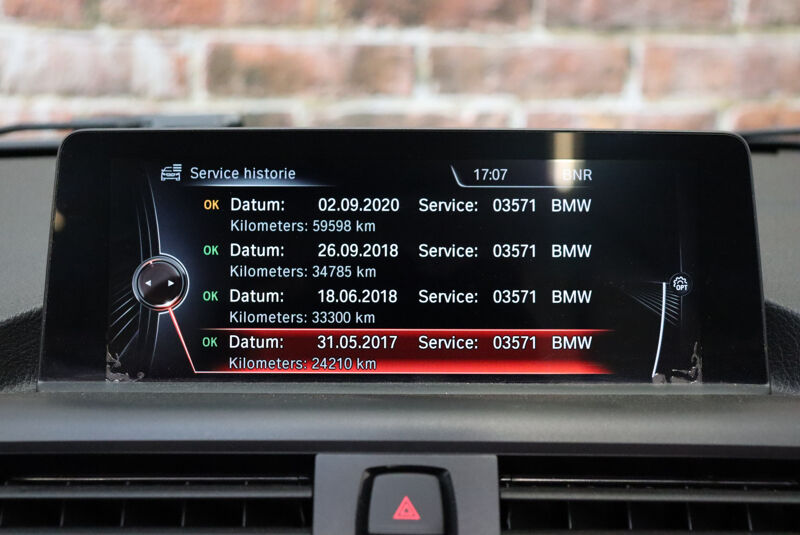 Service historie 17:07 BNR
OK Datum: 02.09.2020 Service: 03571 BMW
Kilometers: 59598 km
OK Datum: 26.09.2018 Service: 03571 BMW
Kilometers: 34785 km
OK Datum: 18.06.2018 Service: 03571 BMW
Kilometers: 33300 km
OPT
OK Datum: 31.05.2017 Service: 03571 BMW
Kilometers: 24210 km